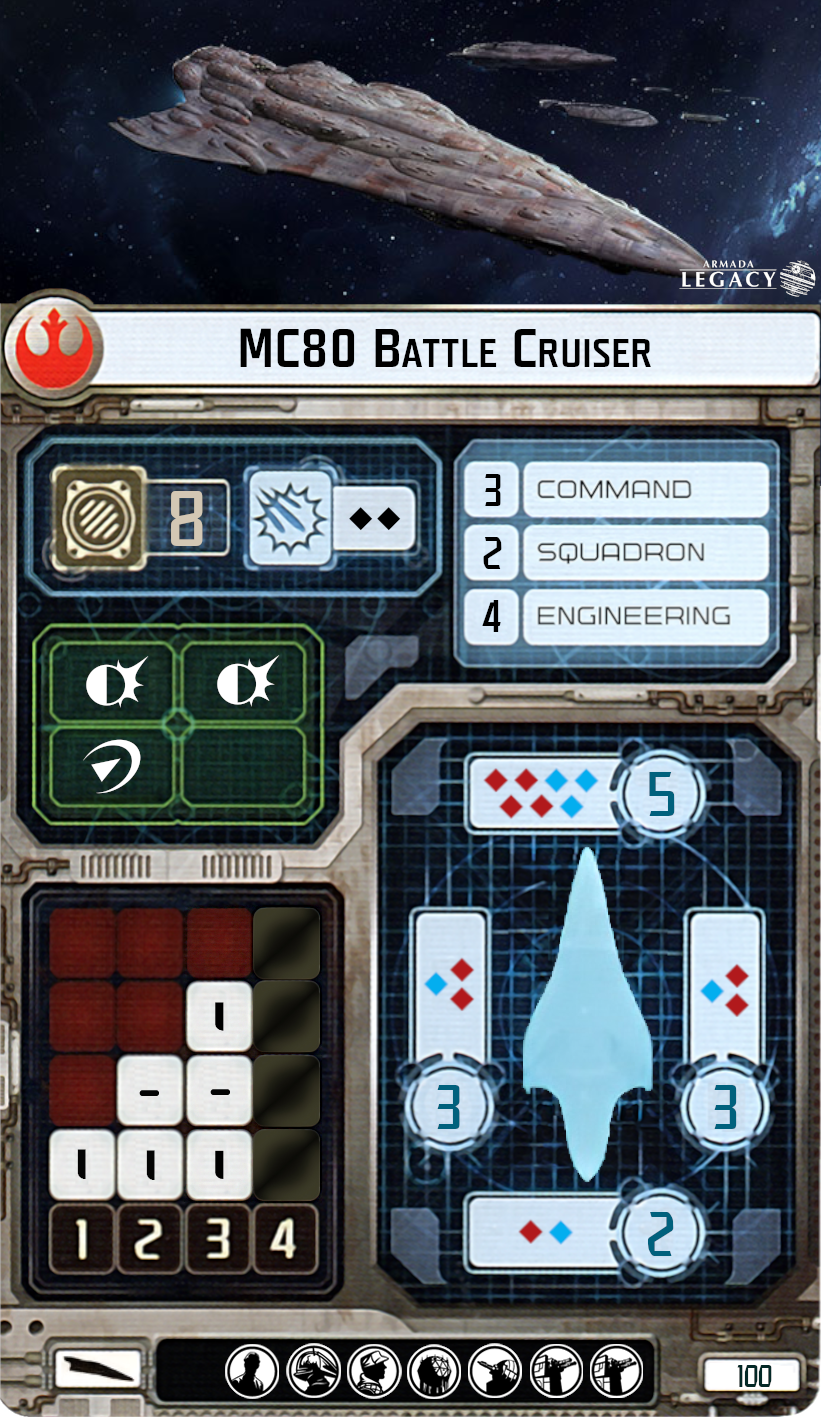 ARMADA
LEGACY
MC80 BATTLE CRUISER
8
3 COMMAND
2 SQUADRON
4 ENGINEERING
5
I
- -
3 3
I I I
1 2 3 4
2
100